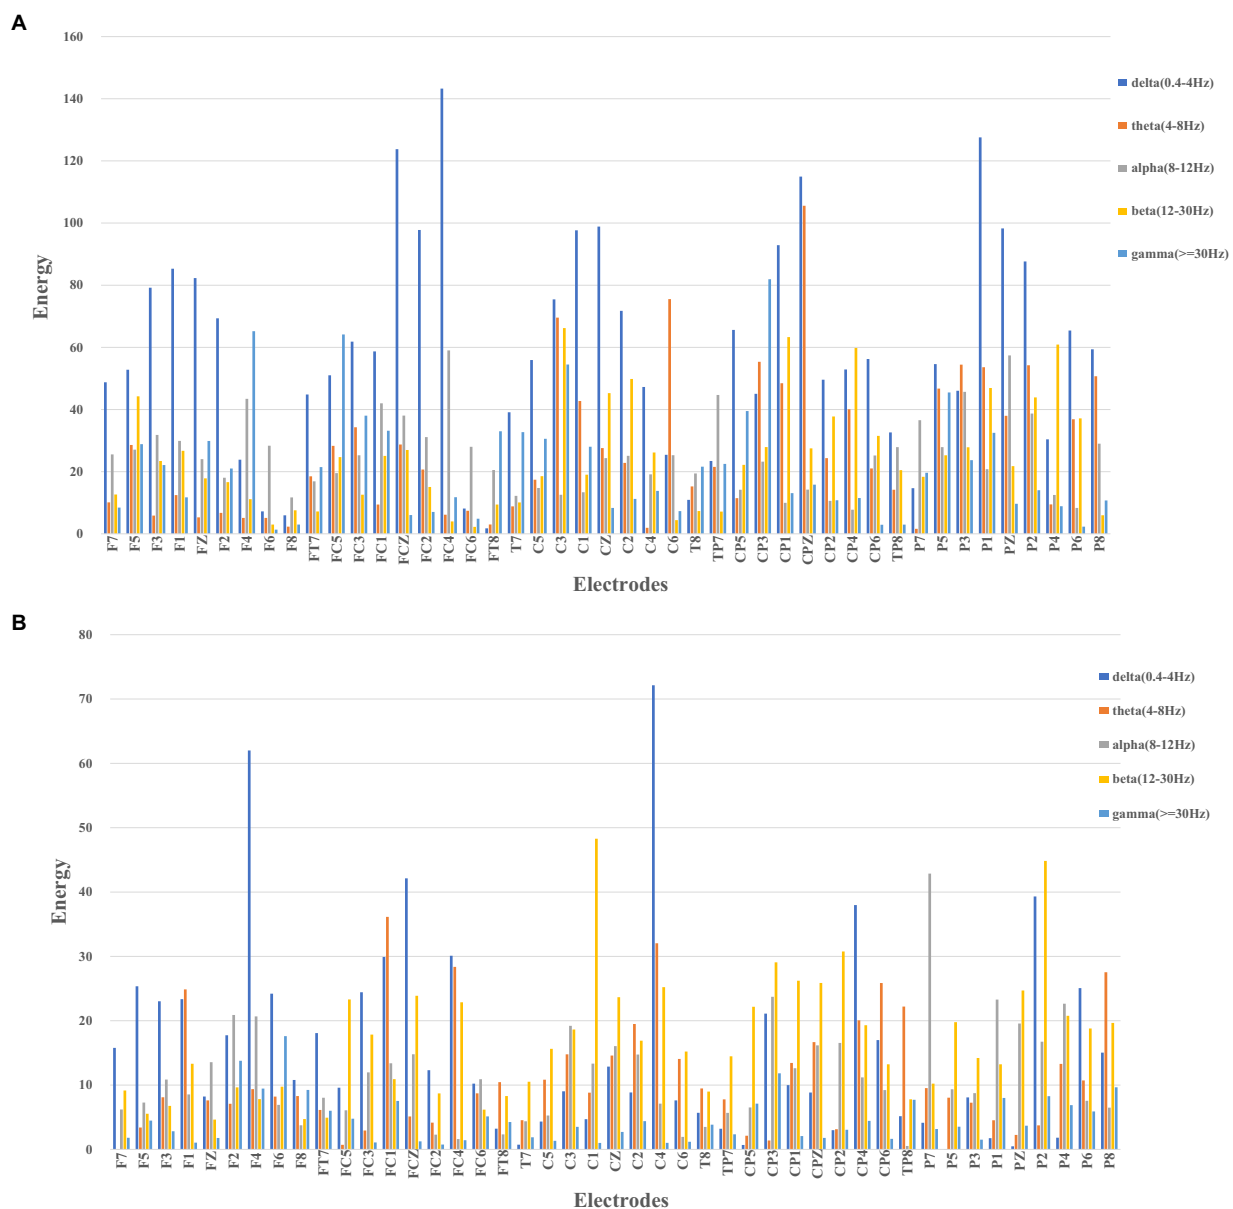 A
160
140
120
100
80
60
40
20
0
Energy
F7 F5 F3 F1 FZ F2 F4 F6 F8 FT7 FC5 FC3 FC1 FCZ FC2 FC4 FC6 FT8 T7 C5 C3 C1 CZ C2 C4 C6 T8 TP7 CP5 CP3 CP1 CPZ CP2 CP4 CP6 TP8 P7 P5 P3 P1 PZ P2 P4 P6 P8
Electrodes
delta(0.4-4Hz)
theta(4-8Hz)
alpha(8-12Hz)
beta(12-30Hz)
gamma(>=30Hz)
B
80
70
60
50
40
30
20
10
0
Energy
F7 F5 F3 F1 FZ F2 F4 F6 F8 FT7 FC5 FC3 FC1 FCZ FC2 FC4 FC6 FT8 T7 C5 C3 C1 CZ C2 C4 C6 T8 TP7 CP5 CP3 CP1 CPZ CP2 CP4 CP6 TP8 P7 P5 P3 P1 PZ P2 P4 P6 P8
Electrodes
delta(0.4-4Hz)
theta(4-8Hz)
alpha(8-12Hz)
beta(12-30Hz)
gamma(>=30Hz)